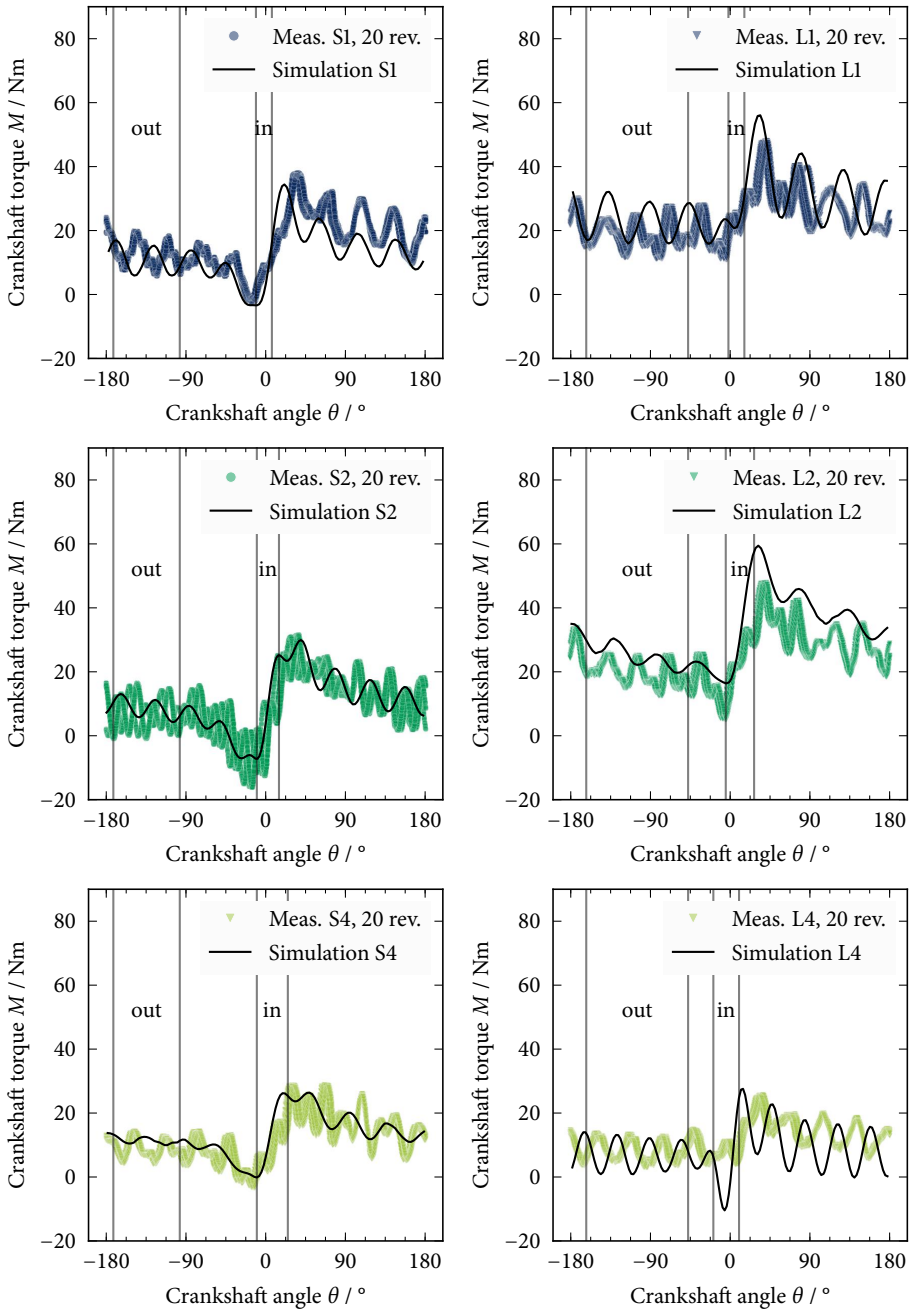 Meas. S1, 20 rev.
Simulation S1
out
in
80
60
40
20
0
−20
Crankshaft torque M / Nm
−180
−90
0
90
180
Crankshaft angle θ / °
Meas. L1, 20 rev.
Simulation L1
out
in
80
60
40
20
0
−20
Crankshaft torque M / Nm
−180
−90
0
90
180
Crankshaft angle θ / °
Meas. S2, 20 rev.
Simulation S2
out
in
80
60
40
20
0
−20
Crankshaft torque M / Nm
−180
−90
0
90
180
Crankshaft angle θ / °
Meas. L2, 20 rev.
Simulation L2
out
in
80
60
40
20
0
−20
Crankshaft torque M / Nm
−180
−90
0
90
180
Crankshaft angle θ / °
Meas. S4, 20 rev.
Simulation S4
out
in
80
60
40
20
0
−20
Crankshaft torque M / Nm
−180
−90
0
90
180
Crankshaft angle θ / °
Meas. L4, 20 rev.
Simulation L4
out
in
80
60
40
20
0
−20
Crankshaft torque M / Nm
−180
−90
0
90
180
Crankshaft angle θ / °